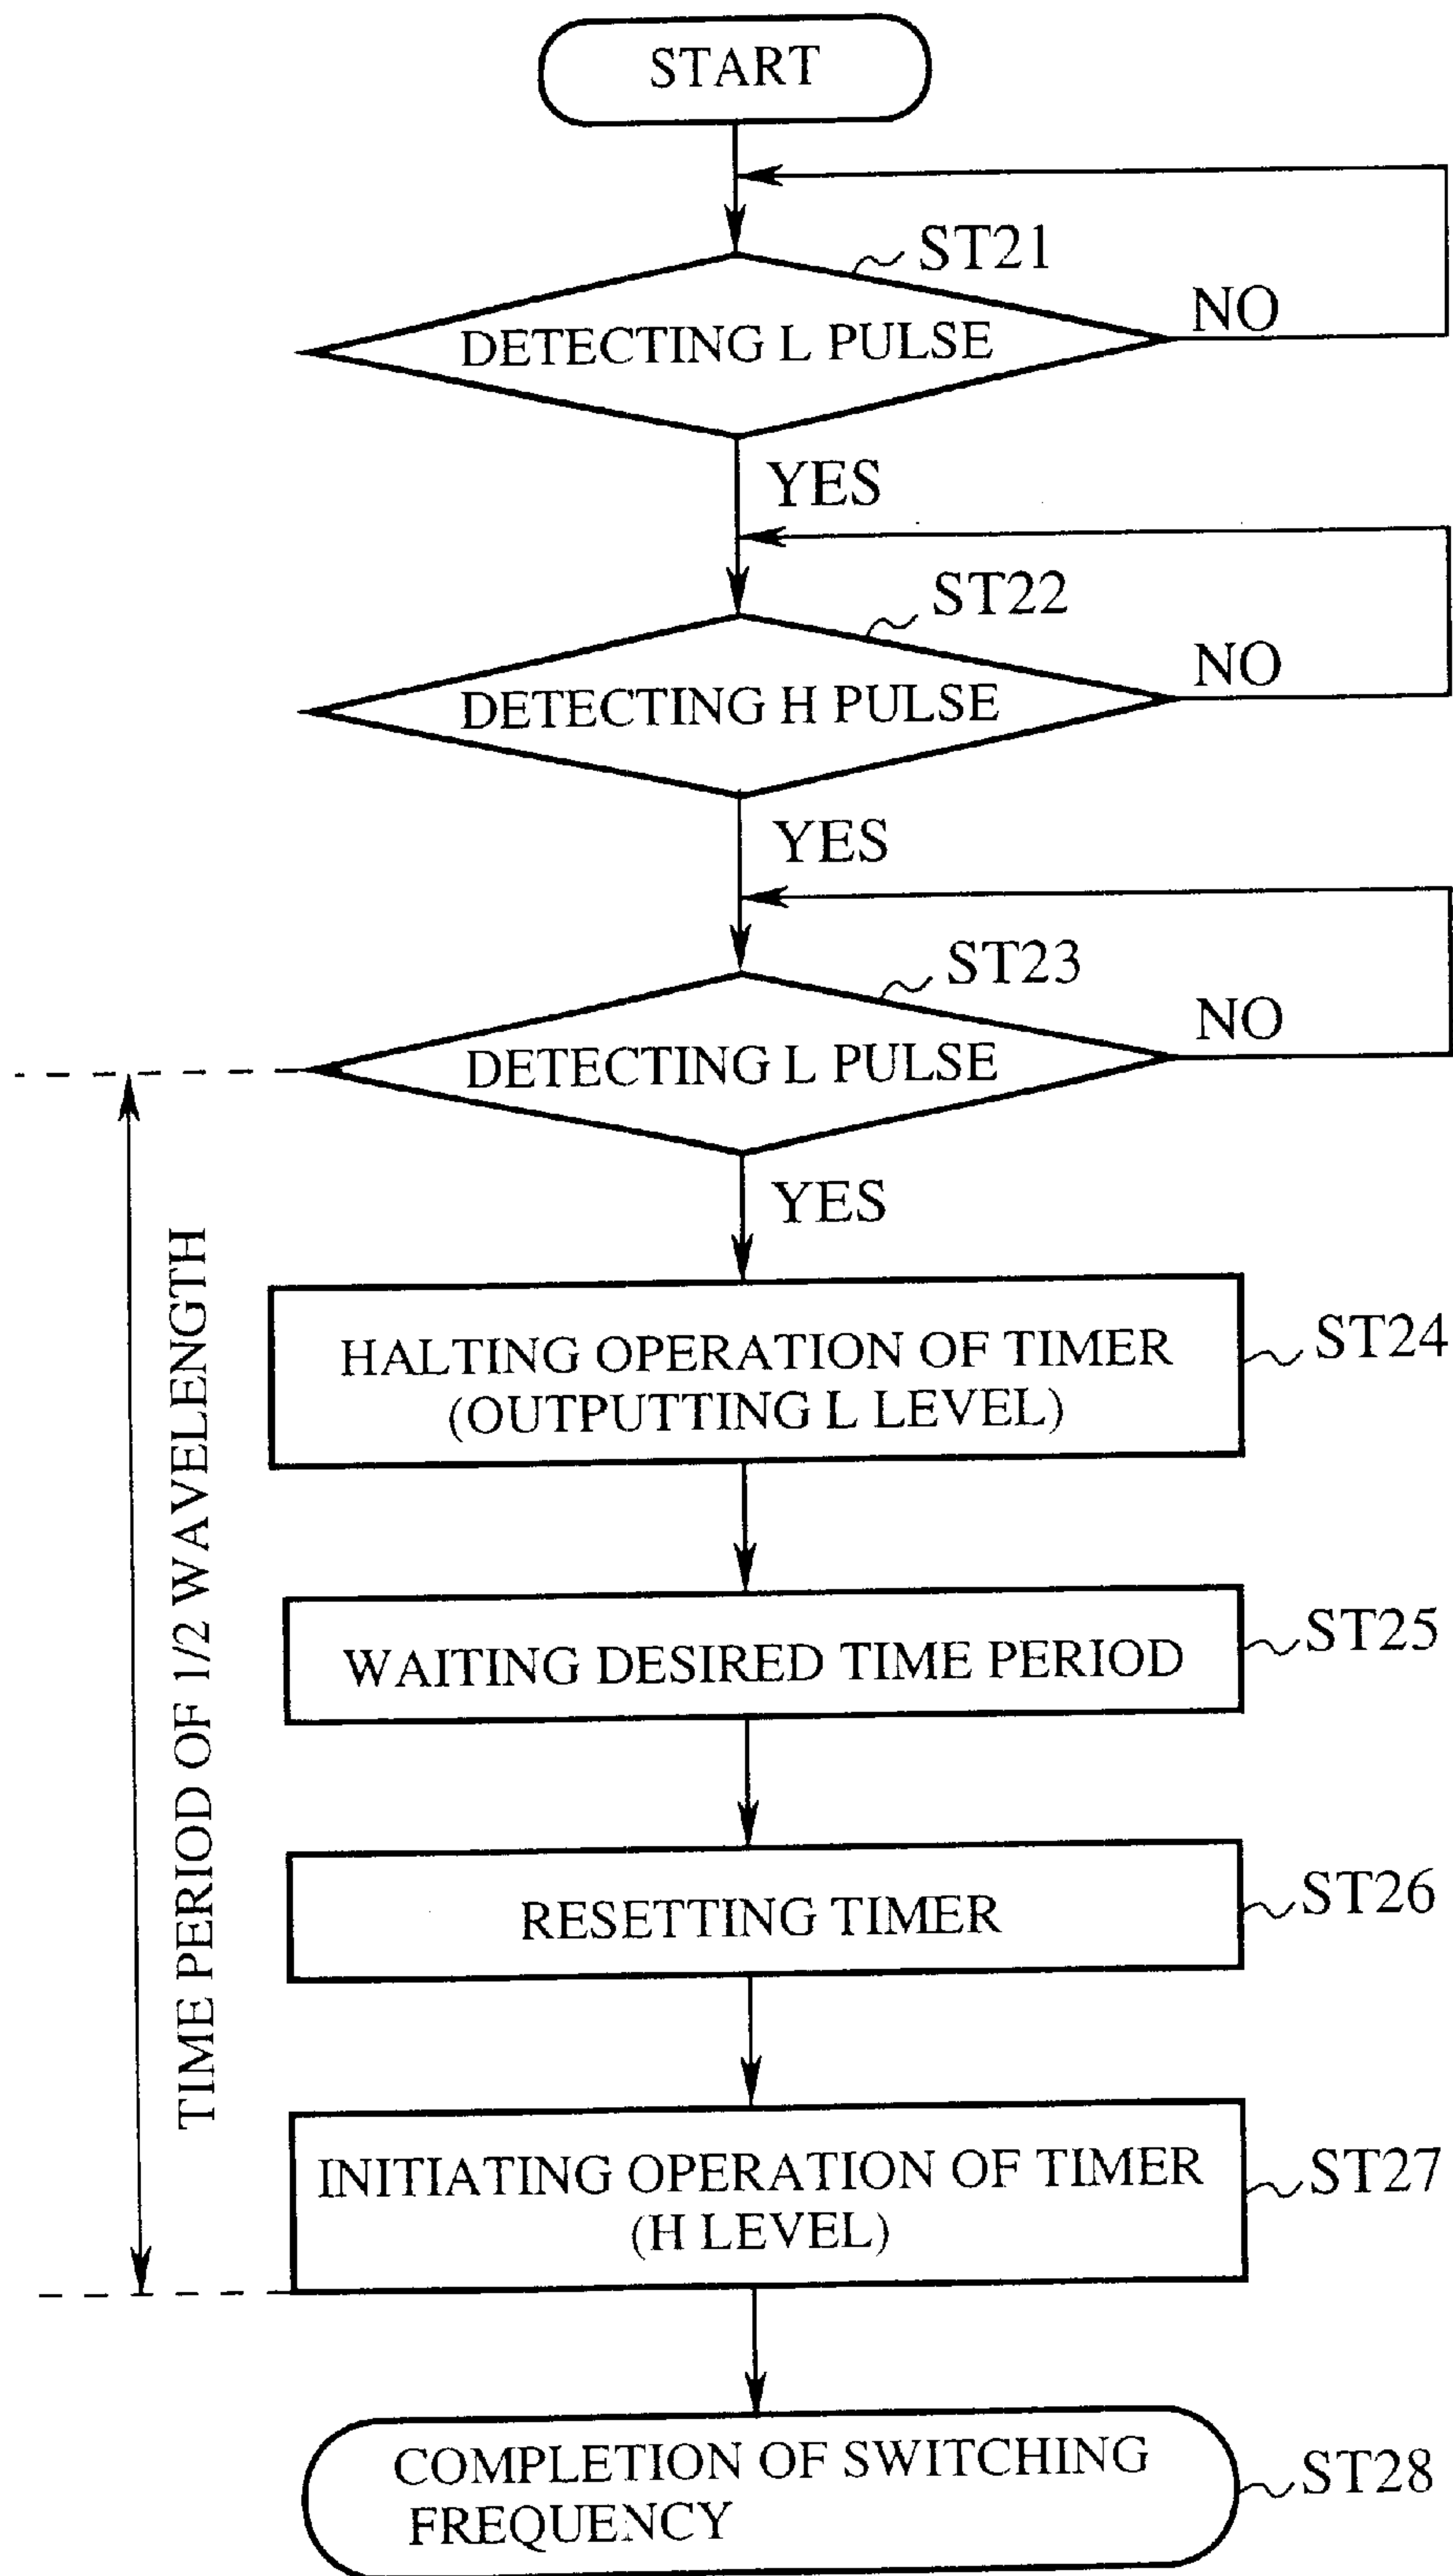 START
ST21
DETECTING L PULSE
NO
YES
ST22
DETECTING H PULSE
NO
YES
ST23
DETECTING L PULSE
NO
YES
TIME PERIOD OF 1/2 WAVELENGTH
HALTING OPERATION OF TIMER
(OUTPUTTING L LEVEL)
ST24
WAITING DESIRED TIME PERIOD
ST25
RESETTING TIMER
ST26
INITIATING OPERATION OF TIMER
(H LEVEL)
ST27
COMPLETION OF SWITCHING
FREQUENCY
ST28